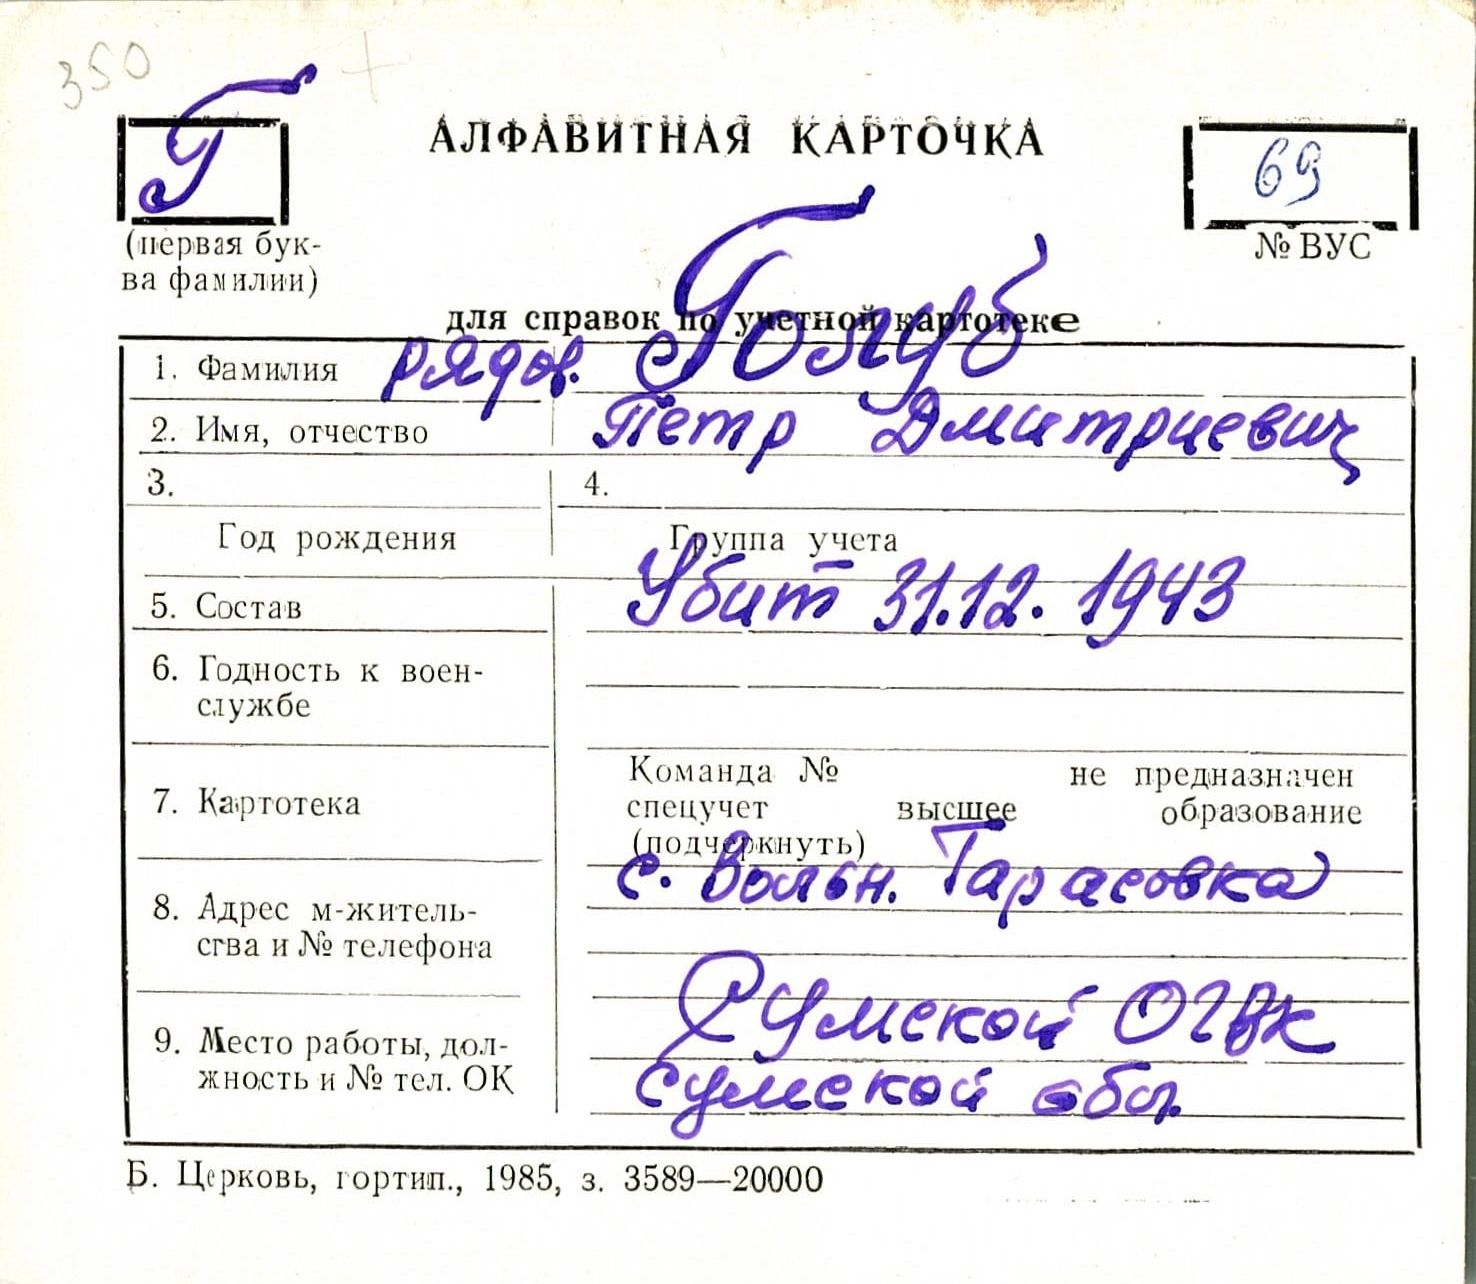 350 +
Г
АЛФАВИТНАЯ КАРТОЧКА
69
(первая бук-
ва фамилии)
№ ВУС
для справок по учетной картотеке
1. Фамилия рядов. Голуб
2. Имя, отчество Петр Дмитриевич
3. 4.
Год рождения Группа учета
5. Состав Убит 31.12.1943
6. Годность к воен-
службе
Команда № не предназначен
7. Картотека спецучет высшее образование
(подчеркнуть)
с. Вольн. Тарасовка
8. Адрес м-житель-
ства и № телефона
Сумской ОГВК
9. Место работы, дол-
жность и № тел. ОК Сумской обл.
Б. Церковь, гортип., 1985, з. 3589—20000